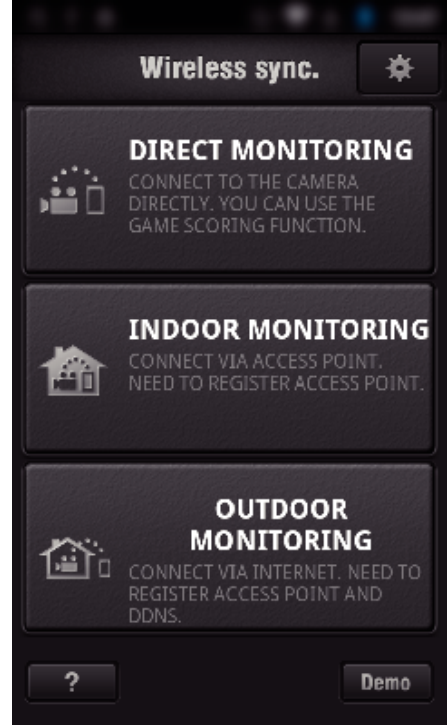 Wireless sync.
DIRECT MONITORING
CONNECT TO THE CAMERA
DIRECTLY. YOU CAN USE THE
GAME SCORING FUNCTION.
INDOOR MONITORING
CONNECT VIA ACCESS POINT.
NEED TO REGISTER ACCESS POINT.
OUTDOOR
MONITORING
CONNECT VIA INTERNET. NEED TO
REGISTER ACCESS POINT AND
DDNS.
?
Demo